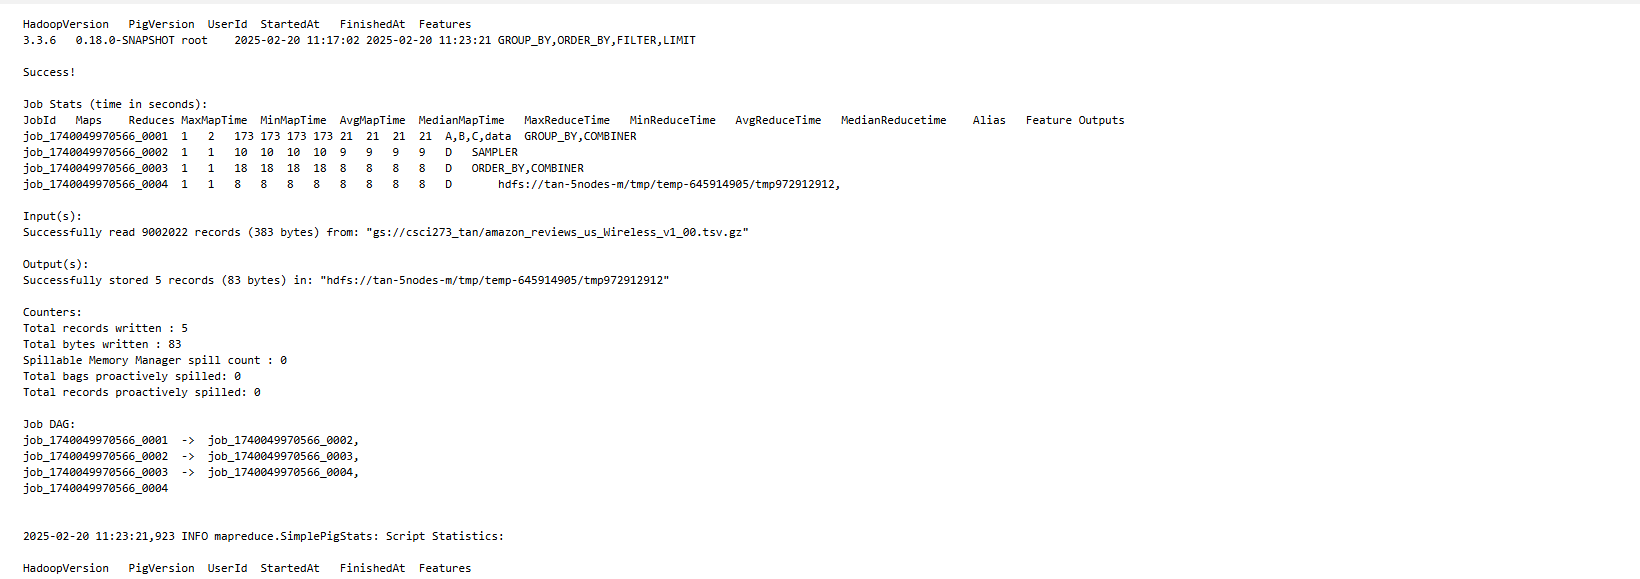 HadoopVersion PigVersion UserId StartedAt FinishedAt Features
3.3.6 0.18.0-SNAPSHOT root 2025-02-20 11:17:02 2025-02-20 11:23:21 GROUP_BY,ORDER_BY,FILTER,LIMIT
Success!
Job Stats (time in seconds):
JobId Maps Reduces MaxMapTime MinMapTime AvgMapTime MedianMapTime MaxReduceTime MinReduceTime AvgReduceTime MedianReducetime Alias Feature Outputs
job_1740049970566_0001 1 2 173 173 173 173 21 21 21 21 A,B,C,data GROUP_BY,COMBINER
job_1740049970566_0002 1 1 10 10 10 10 9 9 9 9 D SAMPLER
job_1740049970566_0003 1 1 18 18 18 18 8 8 8 8 D ORDER_BY,COMBINER
job_1740049970566_0004 1 1 8 8 8 8 8 8 8 8 D hdfs://tan-5nodes-m/tmp/temp-645914905/tmp972912912,
Input(s):
Successfully read 9002022 records (383 bytes) from: "gs://csci273_tan/amazon_reviews_us_Wireless_v1_00.tsv.gz"
Output(s):
Successfully stored 5 records (83 bytes) in: "hdfs://tan-5nodes-m/tmp/temp-645914905/tmp972912912"
Counters:
Total records written : 5
Total bytes written : 83
Spillable Memory Manager spill count : 0
Total bags proactively spilled: 0
Total records proactively spilled: 0
Job DAG:
job_1740049970566_0001 -> job_1740049970566_0002,
job_1740049970566_0002 -> job_1740049970566_0003,
job_1740049970566_0003 -> job_1740049970566_0004,
job_1740049970566_0004
2025-02-20 11:23:21,923 INFO mapreduce.SimplePigStats: Script Statistics:
HadoopVersion PigVersion UserId StartedAt FinishedAt Features